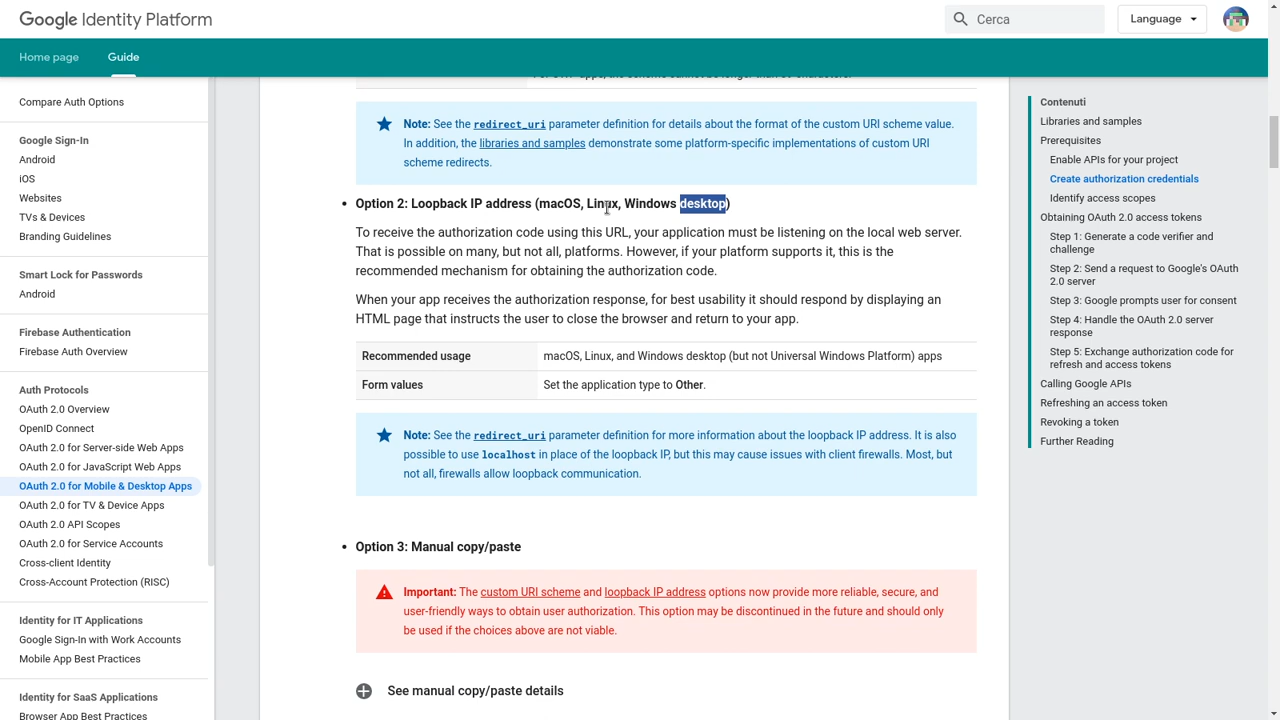 Google Identity Platform
Cerca
Language
Home page
Guide
Compare Auth Options
Google Sign-In
Android
iOS
Websites
TVs & Devices
Branding Guidelines
Smart Lock for Passwords
Android
Firebase Authentication
Firebase Auth Overview
Auth Protocols
OAuth 2.0 Overview
OpenID Connect
OAuth 2.0 for Server-side Web Apps
OAuth 2.0 for JavaScript Web Apps
OAuth 2.0 for Mobile & Desktop Apps
OAuth 2.0 for TV & Device Apps
OAuth 2.0 API Scopes
OAuth 2.0 for Service Accounts
Cross-client Identity
Cross-Account Protection (RISC)
Identity for IT Applications
Google Sign-In with Work Accounts
Mobile App Best Practices
Identity for SaaS Applications
Browser App Best Practices
Note: See the redirect_uri parameter definition for details about the format of the custom URI scheme value.
In addition, the libraries and samples demonstrate some platform-specific implementations of custom URI
scheme redirects.
• Option 2: Loopback IP address (macOS, Linux, Windows desktop)
To receive the authorization code using this URL, your application must be listening on the local web server.
That is possible on many, but not all, platforms. However, if your platform supports it, this is the
recommended mechanism for obtaining the authorization code.
When your app receives the authorization response, for best usability it should respond by displaying an
HTML page that instructs the user to close the browser and return to your app.
Recommended usage macOS, Linux, and Windows desktop (but not Universal Windows Platform) apps
Form values Set the application type to Other.
Note: See the redirect_uri parameter definition for more information about the loopback IP address. It is also
possible to use localhost in place of the loopback IP, but this may cause issues with client firewalls. Most, but
not all, firewalls allow loopback communication.
• Option 3: Manual copy/paste
Important: The custom URI scheme and loopback IP address options now provide more reliable, secure, and
user-friendly ways to obtain user authorization. This option may be discontinued in the future and should only
be used if the choices above are not viable.
See manual copy/paste details
Contenuti
Libraries and samples
Prerequisites
Enable APIs for your project
Create authorization credentials
Identify access scopes
Obtaining OAuth 2.0 access tokens
Step 1: Generate a code verifier and
challenge
Step 2: Send a request to Google's OAuth
2.0 server
Step 3: Google prompts user for consent
Step 4: Handle the OAuth 2.0 server
response
Step 5: Exchange authorization code for
refresh and access tokens
Calling Google APIs
Refreshing an access token
Revoking a token
Further Reading